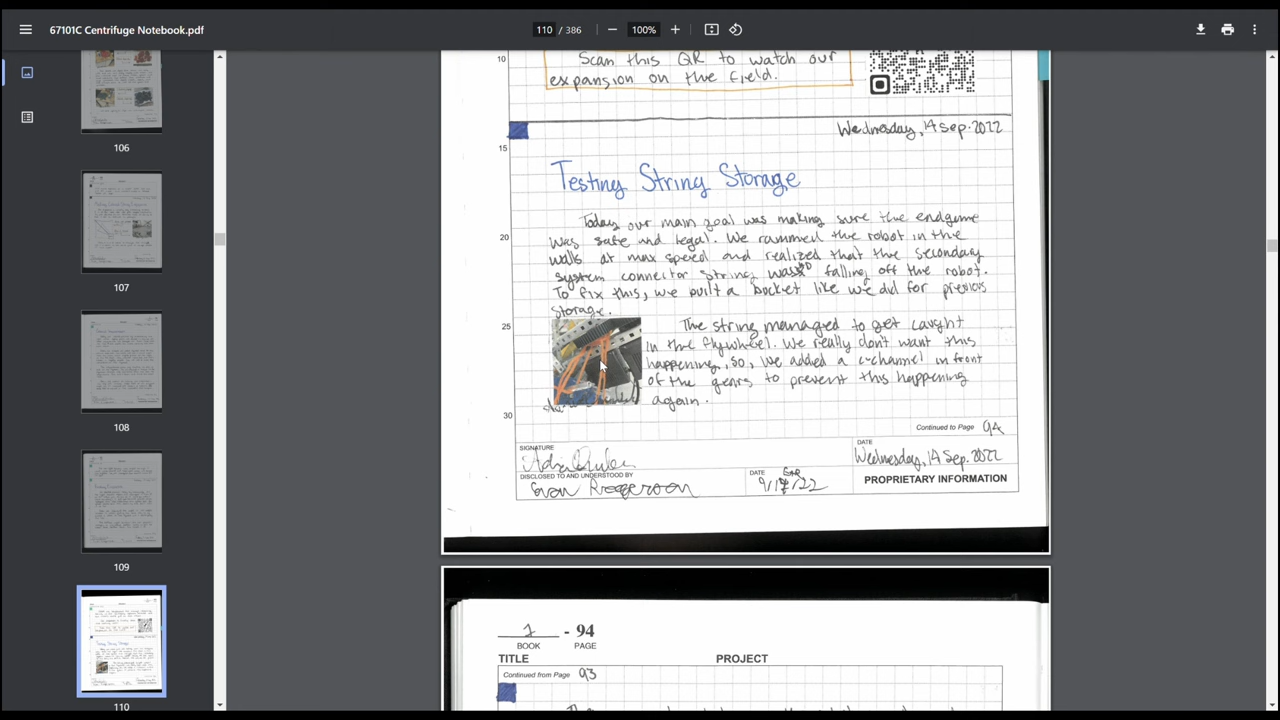 67101C Centrifuge Notebook.pdf
110 / 386
100%
106
107
108
109
110
10
Scan this QR to watch our
expansion on the field.
Wednesday, 14 Sep. 2022
15
Testing String Storage
Today our main goal was making sure the endgame
20
was safe and legal. We rammed the robot in the
walls at max speed and realized that the secondary
system connector string was falling off the robot.
To fix this, we built a pocket like we did for previous
storage.
25
The string managed to get caught
in the flywheel. We really don't want this
happening, so, we added a c-channel in front
of the gears to prevent this happening
again.
30
Continued to Page 94
SIGNATURE
DATE
Wednesday, 14 Sep. 2022
DISCLOSED TO AND UNDERSTOOD BY
DATE
PROPRIETARY INFORMATION
1 - 94
BOOK PAGE
TITLE PROJECT
Continued from Page 93